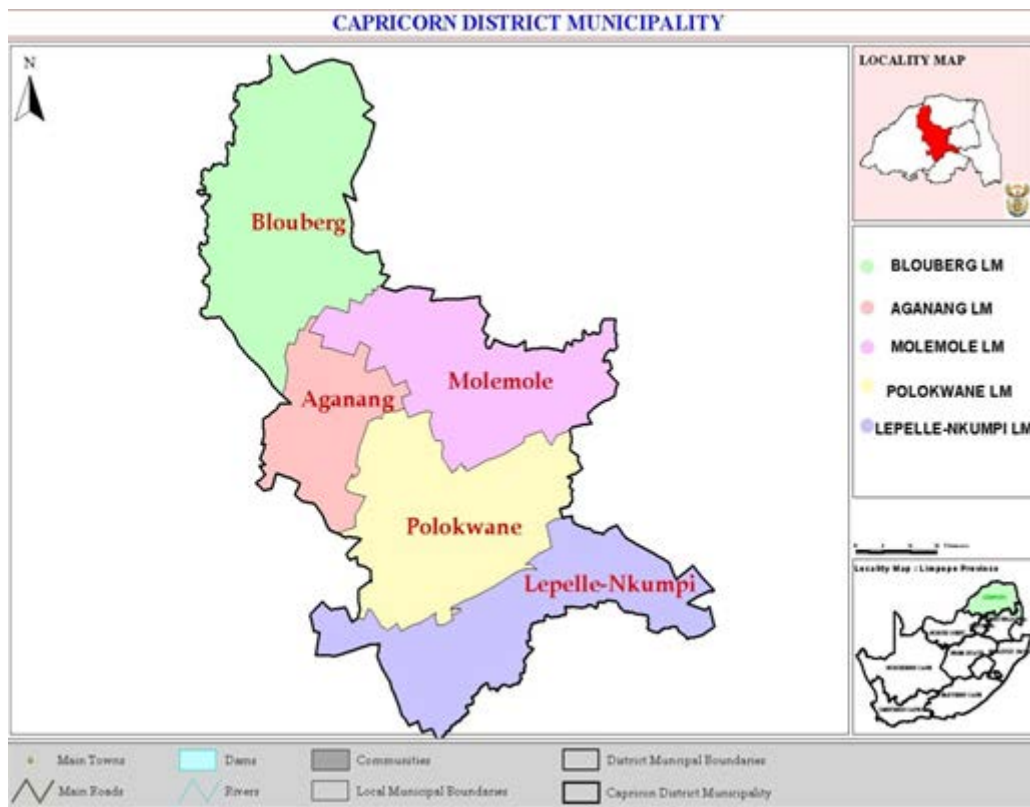 CAPRICORN DISTRICT MUNICIPALITY
N
Blouberg
Aganang
Molemole
Polokwane
Lepelle-Nkumpi
LOCALITY MAP
BLOUBERG LM
AGANANG LM
MOLEMOLE LM
POLOKWANE LM
LEPELLE-NKUMPI LM
Locality Map : Limpopo Province
Main Towns
Dams
Communities
District Municipal Boundaries
Main Roads
Rivers
Local Municipal Boundaries
Capricon District Municipality